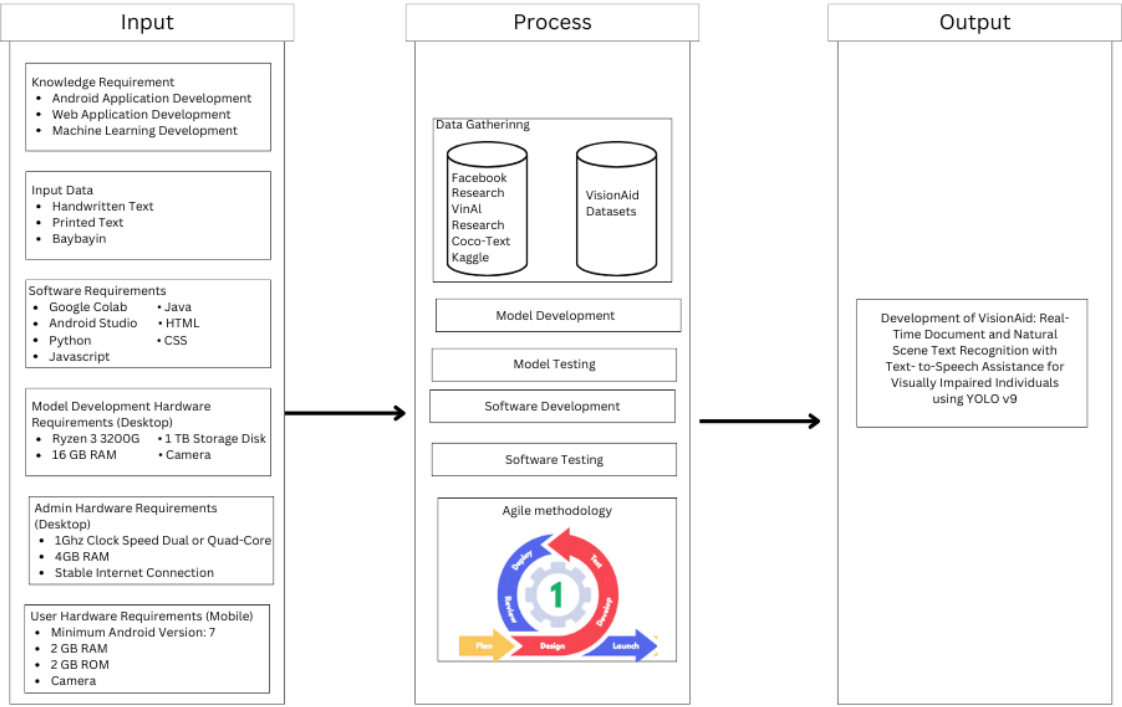 Input
Knowledge Requirement
• Android Application Development
• Web Application Development
• Machine Learning Development
Input Data
• Handwritten Text
• Printed Text
• Baybayin
Software Requirements
• Google Colab • Java
• Android Studio • HTML
• Python • CSS
• Javascript
Model Development Hardware
Requirements (Desktop)
• Ryzen 3 3200G • 1 TB Storage Disk
• 16 GB RAM • Camera
Admin Hardware Requirements
(Desktop)
• 1Ghz Clock Speed Dual or Quad-Core
• 4GB RAM
• Stable Internet Connection
User Hardware Requirements (Mobile)
• Minimum Android Version: 7
• 2 GB RAM
• 2 GB ROM
• Camera
Process
Data Gatherinng
Facebook
Research
VinAl
Research
Coco-Text
Kaggle
VisionAid
Datasets
Model Development
Model Testing
Software Development
Software Testing
Agile methodology
Plan
Design
Develop
Test
Deploy
Review
Launch
1
Output
Development of VisionAid: Real-
Time Document and Natural
Scene Text Recognition with
Text- to-Speech Assistance for
Visually Impaired Individuals
using YOLO v9